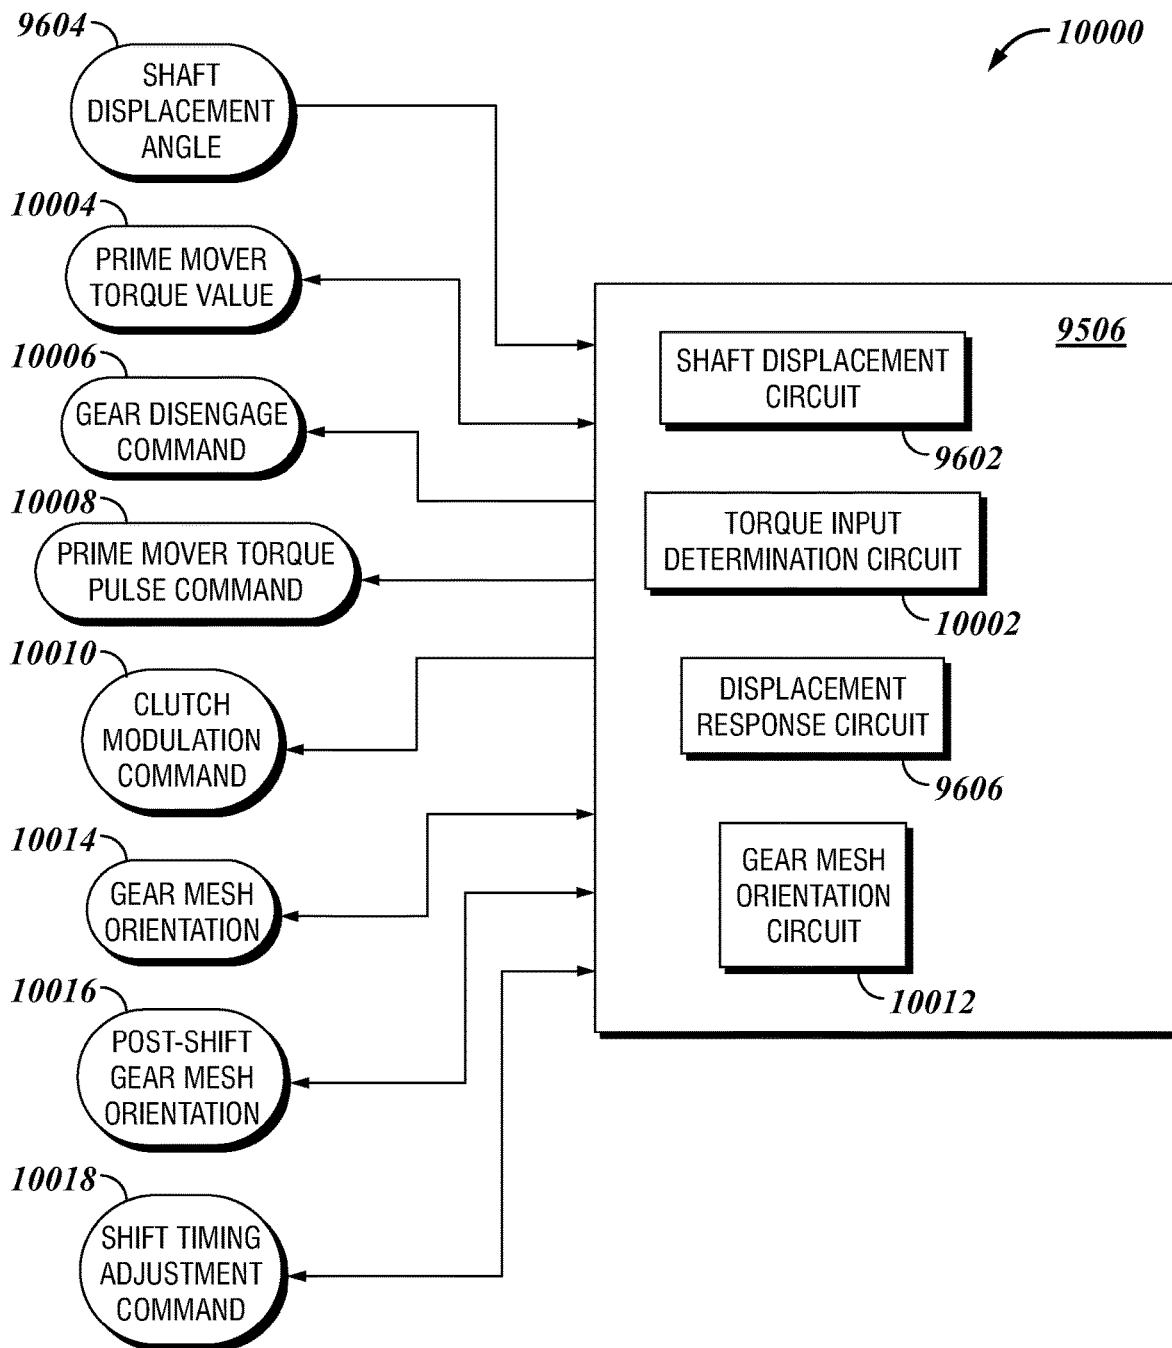 9604
SHAFT
DISPLACEMENT
ANGLE
10000
10004
PRIME MOVER
TORQUE VALUE
10006
GEAR DISENGAGE
COMMAND
10008
PRIME MOVER TORQUE
PULSE COMMAND
10010
CLUTCH
MODULATION
COMMAND
10014
GEAR MESH
ORIENTATION
10016
POST-SHIFT
GEAR MESH
ORIENTATION
10018
SHIFT TIMING
ADJUSTMENT
COMMAND
9506
SHAFT DISPLACEMENT
CIRCUIT
9602
TORQUE INPUT
DETERMINATION CIRCUIT
10002
DISPLACEMENT
RESPONSE CIRCUIT
9606
GEAR MESH
ORIENTATION
CIRCUIT
10012